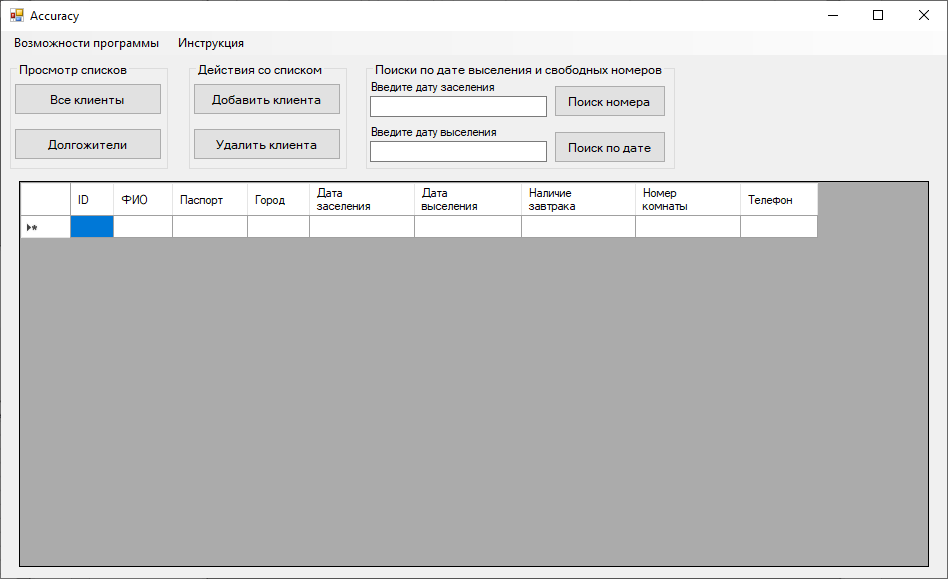 Accuracy
Возможности программы Инструкция
Просмотр списков
Все клиенты
Долгожители
Действия со списком
Добавить клиента
Удалить клиента
Поиски по дате выселения и свободных номеров
Введите дату заселения
Поиск номера
Введите дату выселения
Поиск по дате
ID ФИО Паспорт Город Дата заселения Дата выселения Наличие завтрака Номер комнаты Телефон